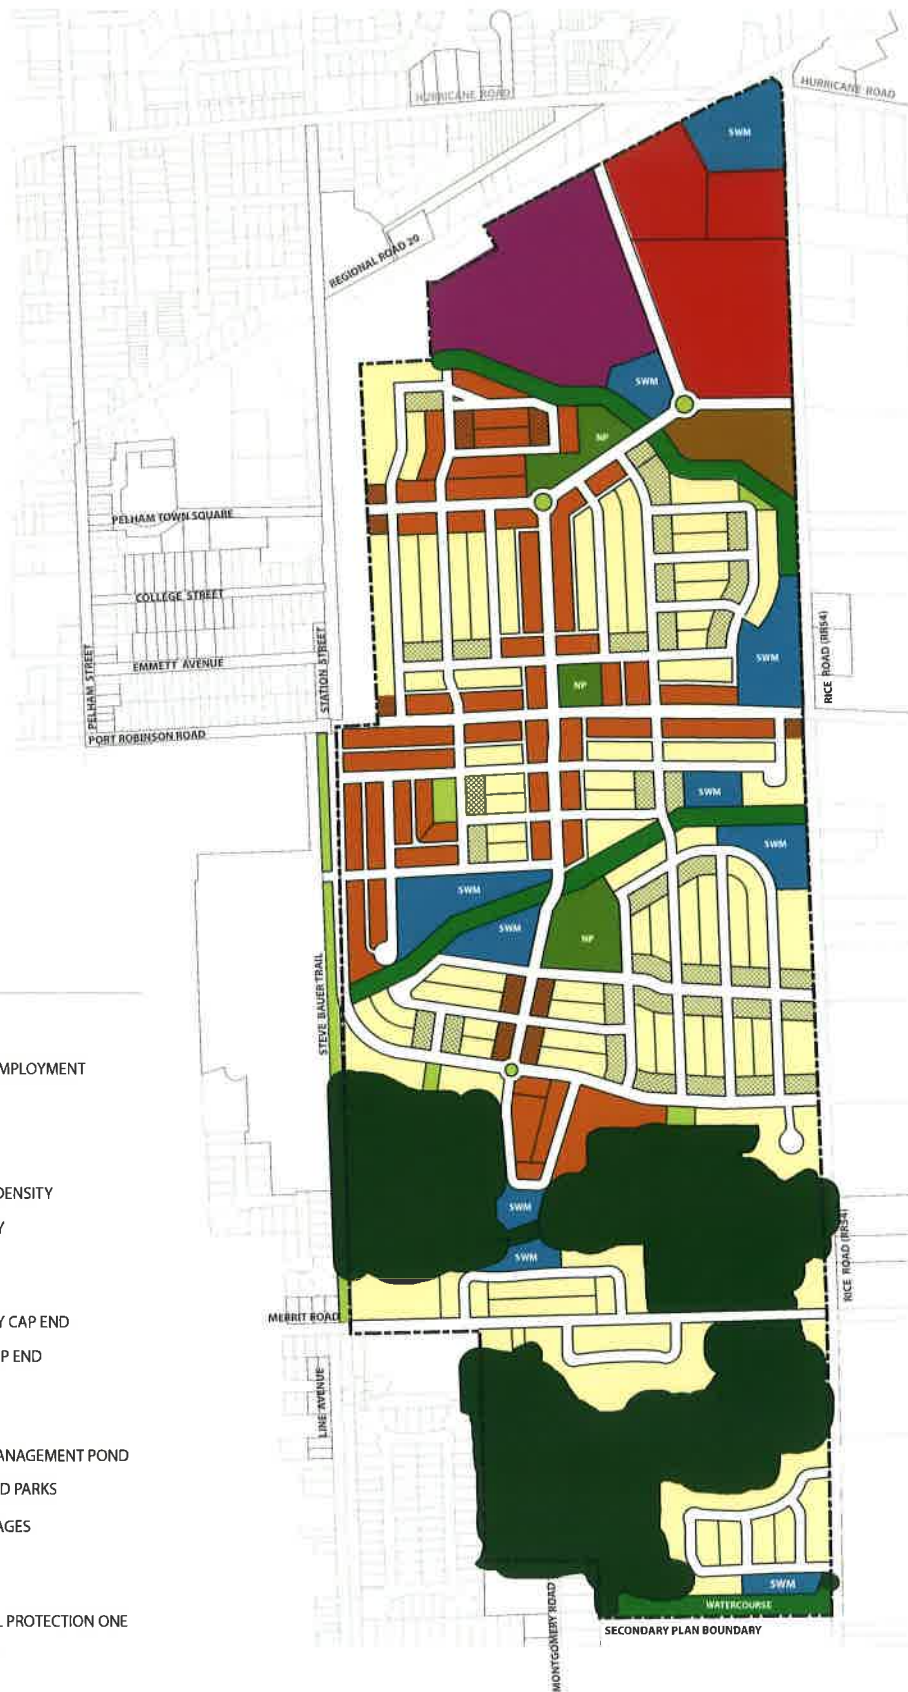 HURRICANE ROAD
HURRICANE ROAD
SWM
REGIONAL ROAD 20
SWM
NP
PELHAM TOWN SQUARE
COLLEGE STREET
EMMETT AVENUE
PELHAM STREET
STATION STREET
PORT ROBINSON ROAD
RICE ROAD (RR54)
SWM
NP
SWM
SWM
SWM
SWM
NP
STEVE BAUER TRAIL
MPLOYMENT
DENSITY
Y
Y CAP END
P END
ANAGEMENT POND
D PARKS
AGES
L PROTECTION ONE
SWM
SWM
RICE ROAD (RR54)
MERRIT ROAD
LINE AVENUE
SWM
WATERCOURSE
SECONDARY PLAN BOUNDARY
MONTGOMERY ROAD